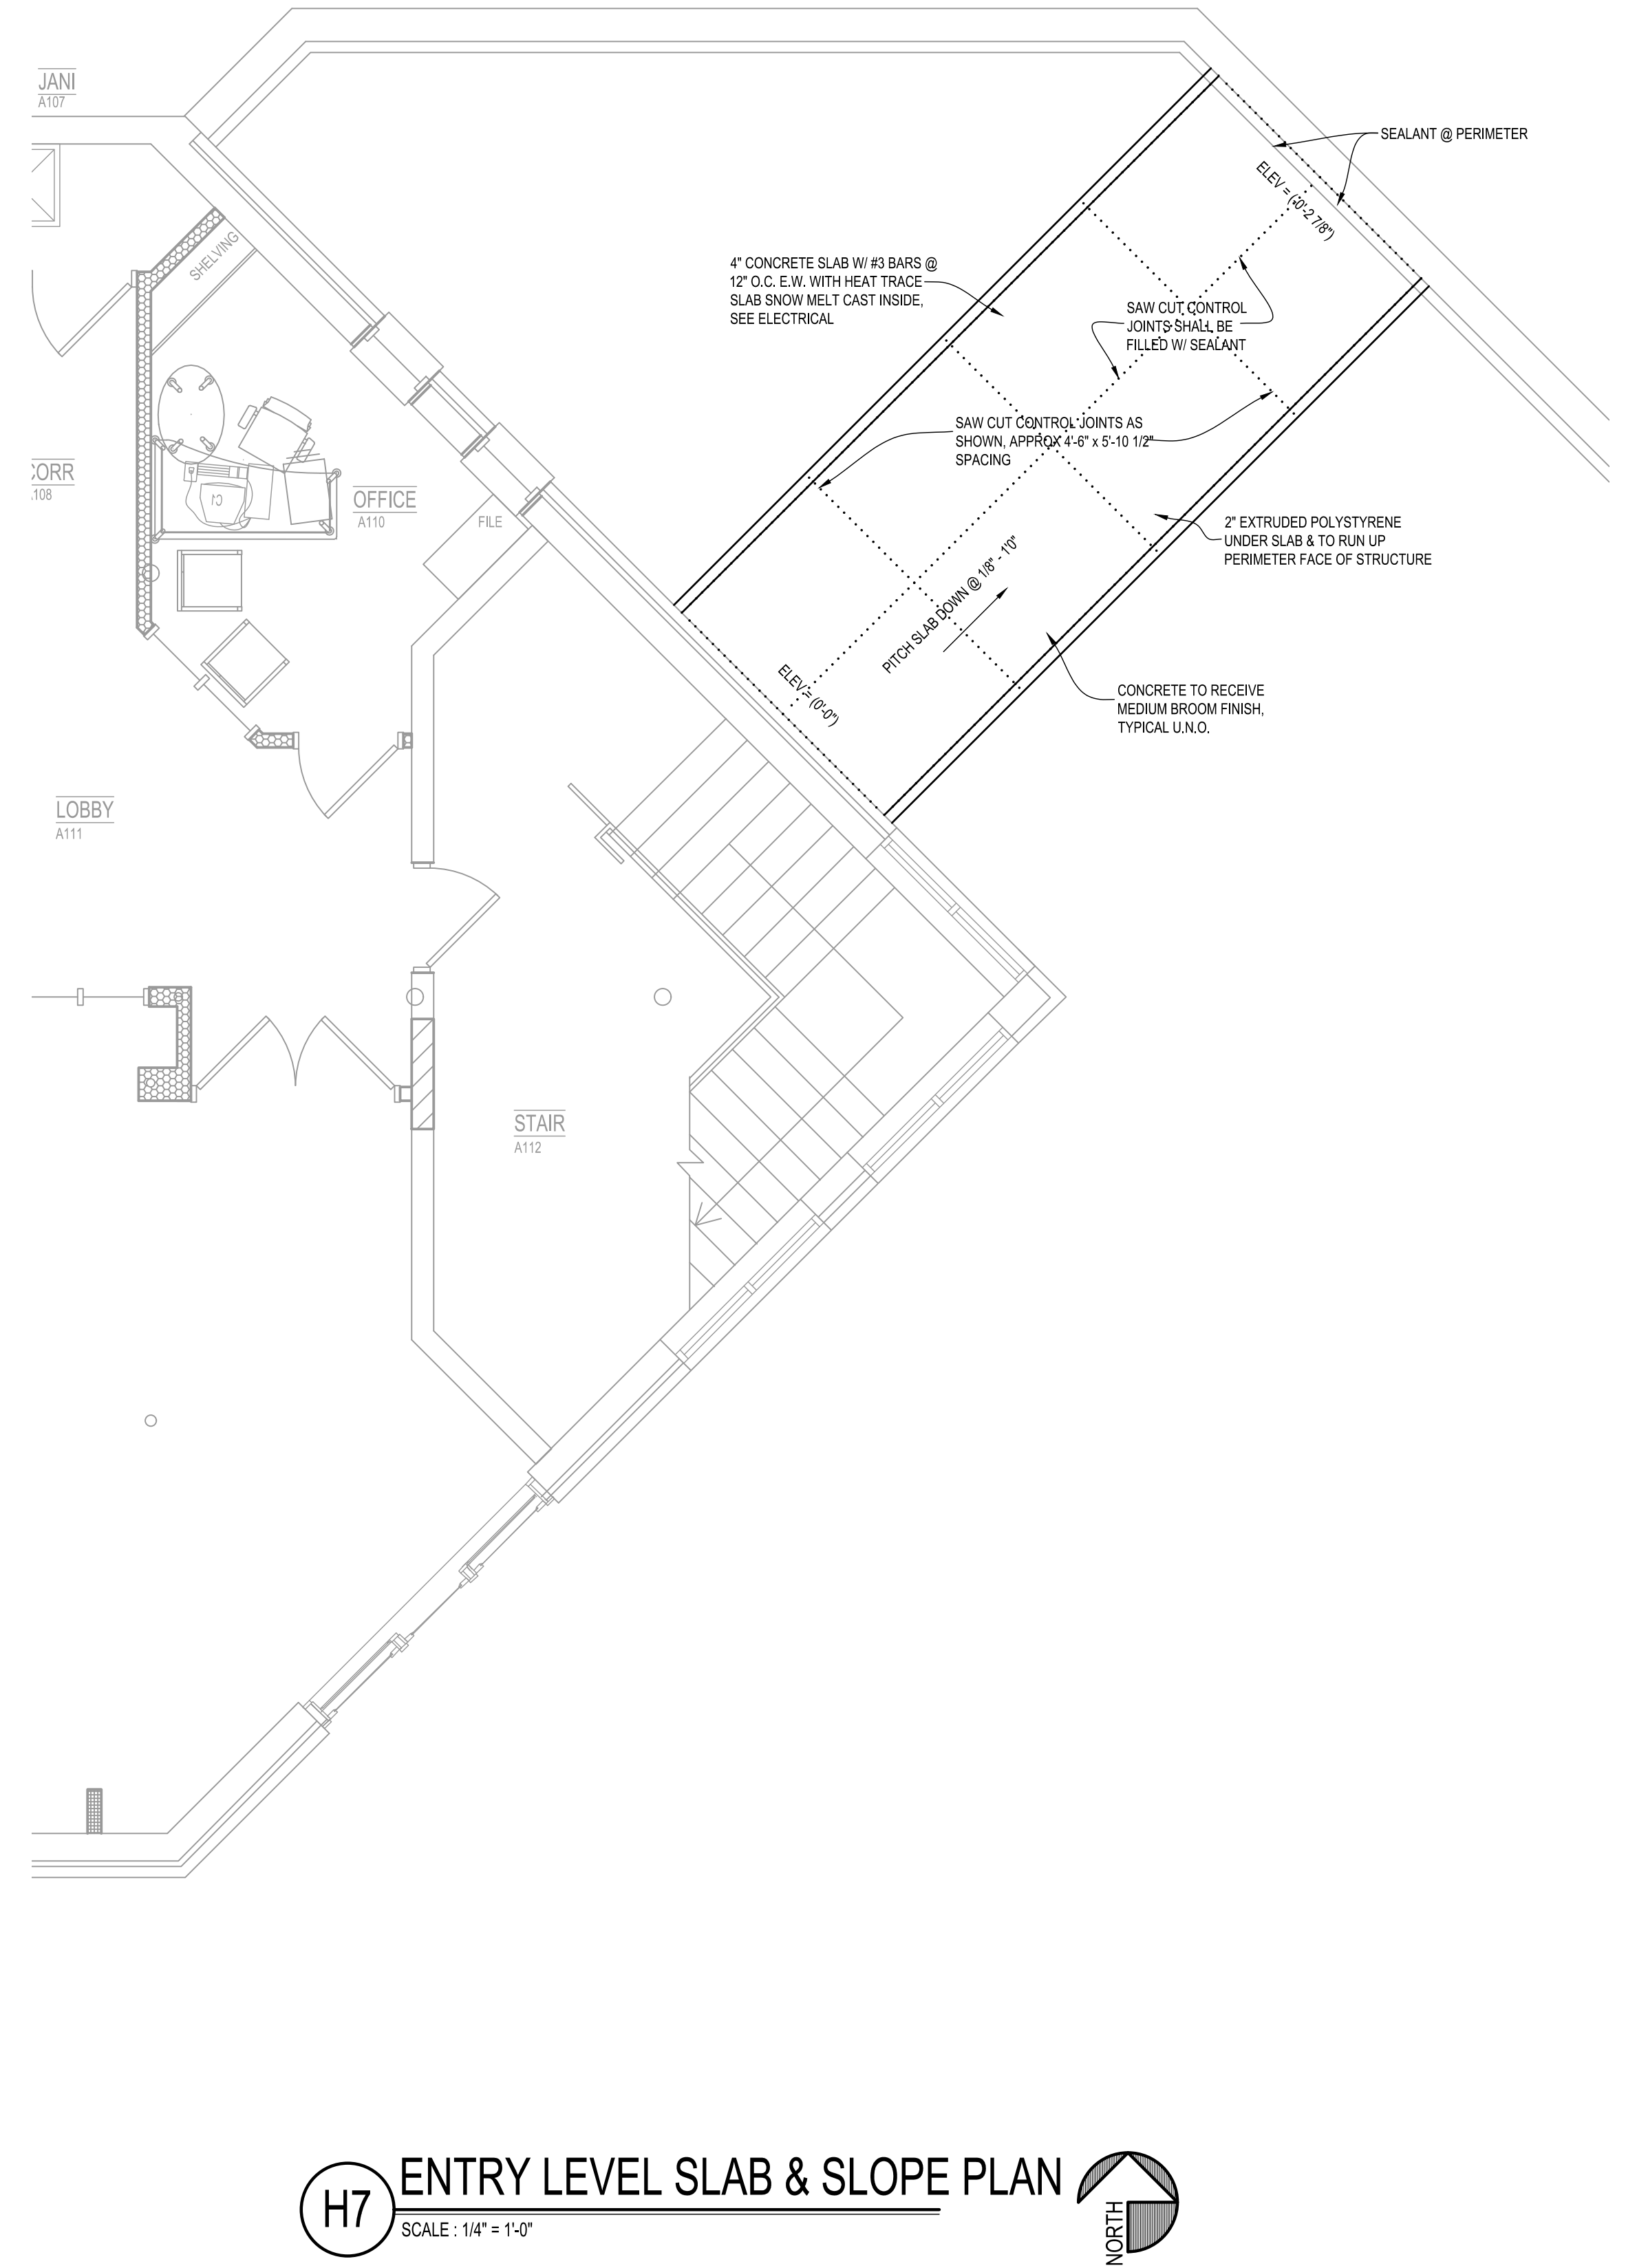 JANI
A107
SEALANT @ PERIMETER
ELEV = (-0'-2 7/8")
SHELVING
4" CONCRETE SLAB W/ #3 BARS @
12" O.C. E.W. WITH HEAT TRACE
SLAB SNOW MELT CAST INSIDE,
SEE ELECTRICAL
SAW CUT CONTROL
JOINTS SHALL BE
FILLED W/ SEALANT
SAW CUT CONTROL JOINTS AS
SHOWN, APPROX 4'-6" x 5'-10 1/2"
SPACING
CORR
A108
OFFICE
A110
FILE
C1
2" EXTRUDED POLYSTYRENE
UNDER SLAB & TO RUN UP
PERIMETER FACE OF STRUCTURE
PITCH SLAB DOWN @ 1/8" - 1'0"
ELEV = (0'-0")
CONCRETE TO RECEIVE
MEDIUM BROOM FINISH,
TYPICAL U.N.O.
LOBBY
A111
STAIR
A112
H7
ENTRY LEVEL SLAB & SLOPE PLAN
SCALE : 1/4" = 1'-0"
NORTH